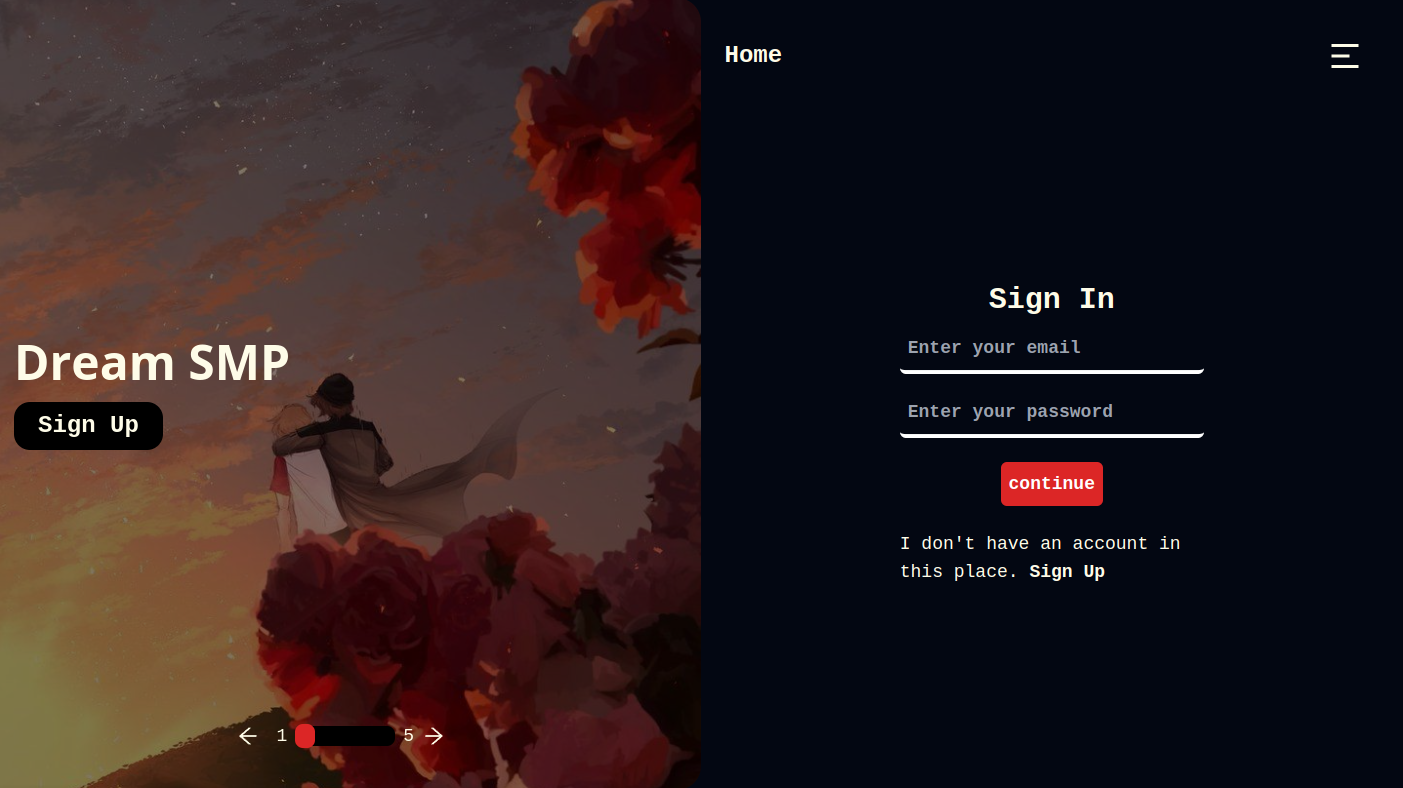 Home
Dream SMP
Sign Up
1 5
Sign In
Enter your email
Enter your password
continue
I don't have an account in
this place. Sign Up